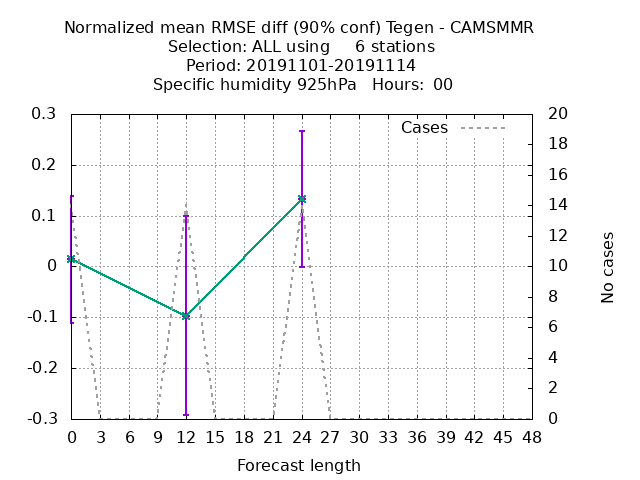 Normalized mean RMSE diff (90% conf) Tegen - CAMSMMR
Selection: ALL using     6 stations
Period: 20191101-20191114
Specific humidity 925hPa   Hours:  00
Cases
0.3
0.2
0.1
0
-0.1
-0.2
-0.3
20
18
16
14
12
10
8
6
4
2
0
No cases
0 3 6 9 12 15 18 21 24 27 30 33 36 39 42 45 48
Forecast length